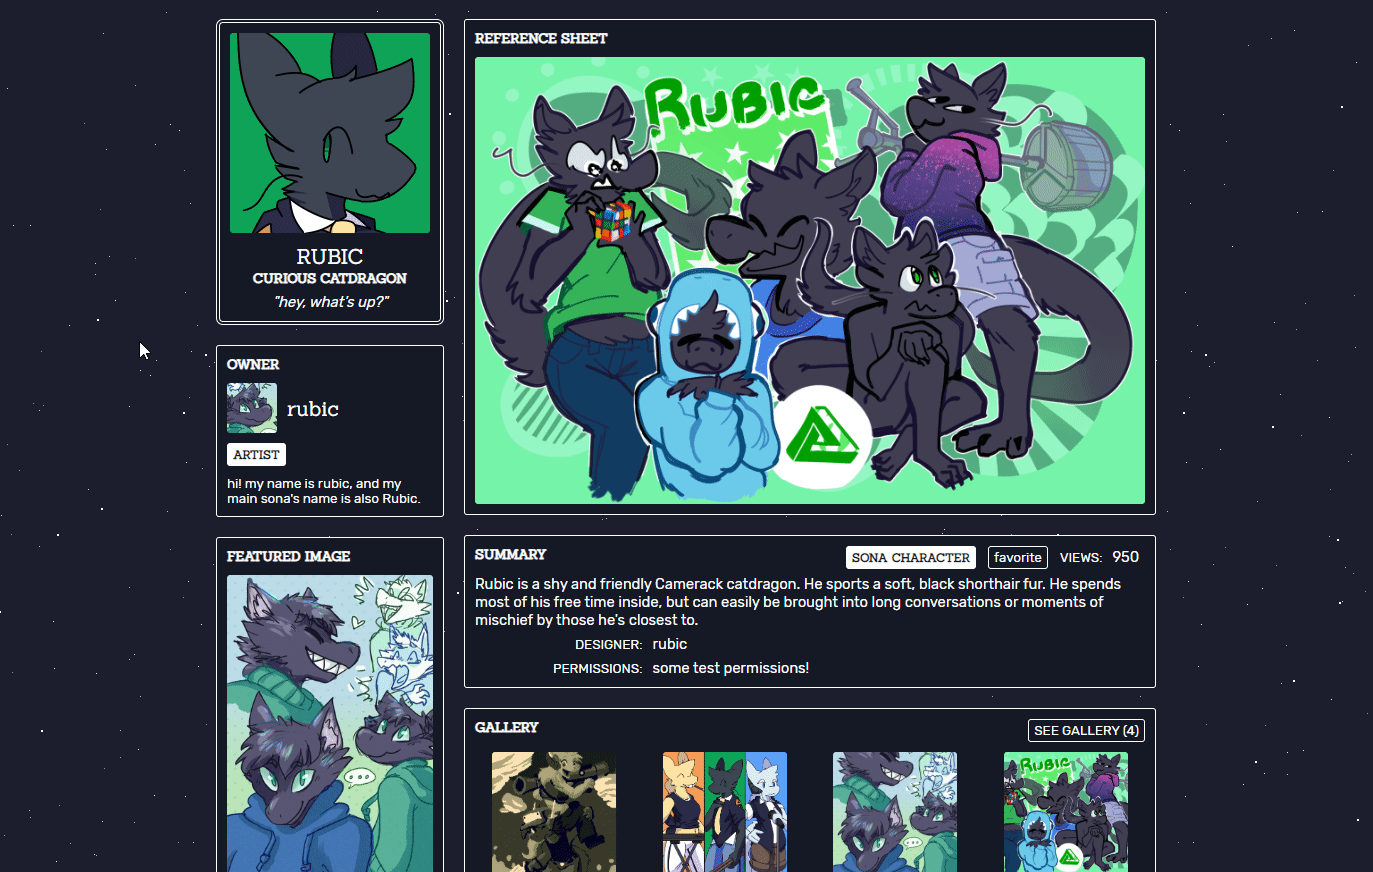 RUBIC
CURIOUS CATDRAGON
"hey, what's up?"
OWNER
rubic
ARTIST
hi! my name is rubic, and my
main sona's name is also Rubic.
FEATURED IMAGE
...
REFERENCE SHEET
RUBIC
SUMMARY
SONA CHARACTER
favorite
VIEWS: 950
Rubic is a shy and friendly Camerack catdragon. He sports a soft, black shorthair fur. He spends
most of his free time inside, but can easily be brought into long conversations or moments of
mischief by those he's closest to.
DESIGNER: rubic
PERMISSIONS: some test permissions!
GALLERY
SEE GALLERY (4)
RUBIC